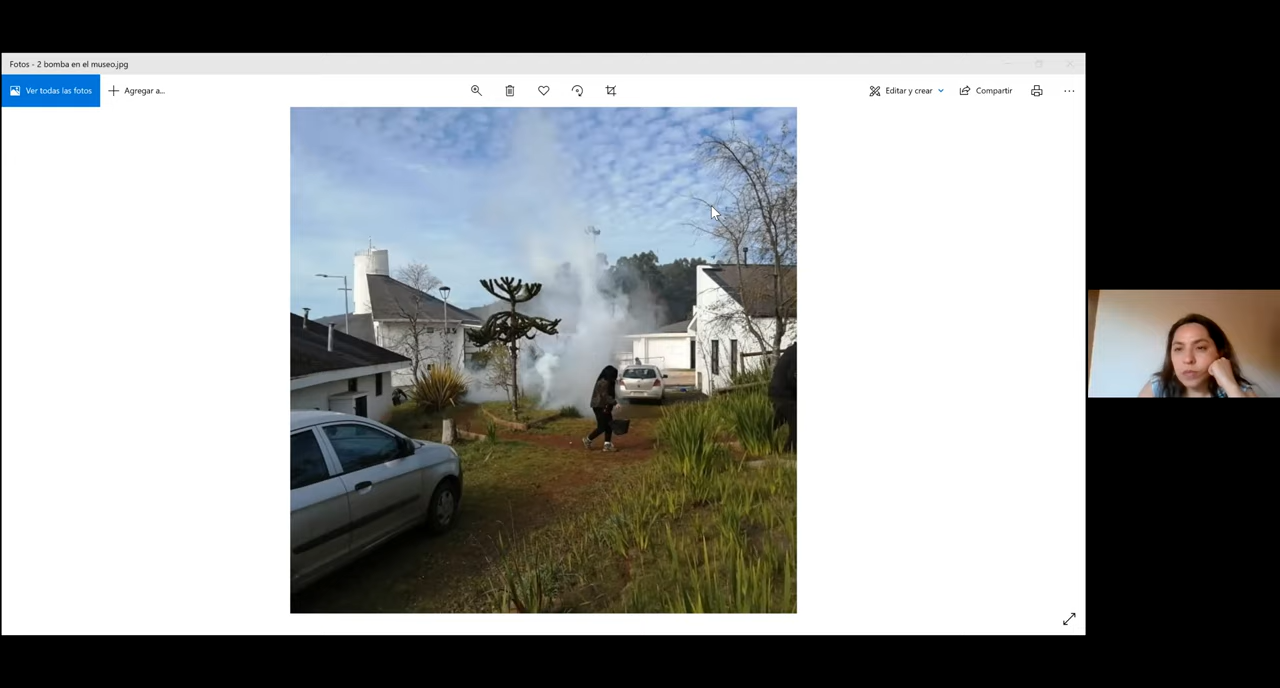 Fotos - 2 bomba en el museo.jpg
Ver todas las fotos
Agregar a...
Editar y crear
Compartir